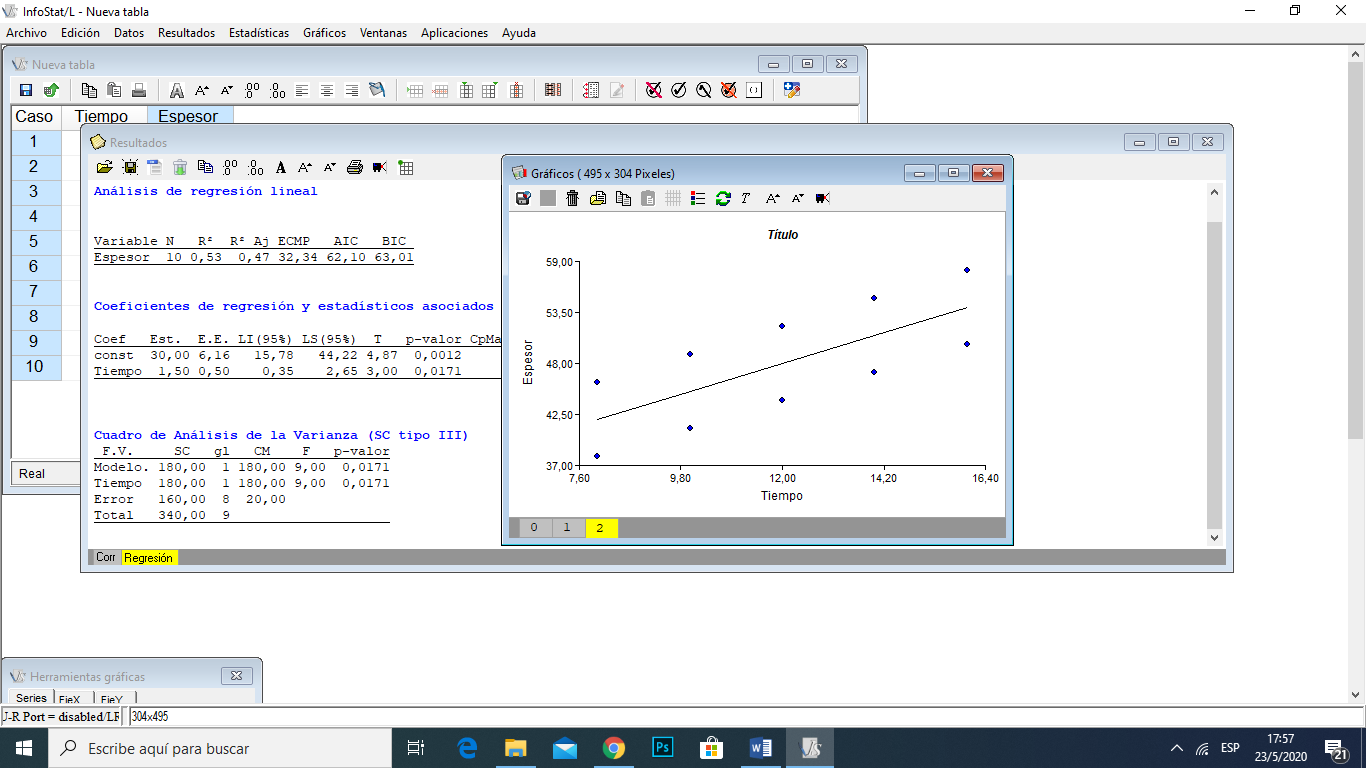 InfoStat/L - Nueva tabla
Archivo Edición Datos Resultados Estadísticas Gráficos Ventanas Aplicaciones Ayuda
Nueva tabla
Caso Tiempo Espesor
1
2
3
4
5
6
7
8
9
10
Real
Resultados
Análisis de regresión lineal
Variable N R² R² Aj ECMP AIC BIC
Espesor 10 0,53 0,47 32,34 62,10 63,01
Coeficientes de regresión y estadísticos asociados
Coef Est. E.E. LI(95%) LS(95%) T p-valor CpMa
const 30,00 6,16 15,78 44,22 4,87 0,0012
Tiempo 1,50 0,50 0,35 2,65 3,00 0,0171
Cuadro de Análisis de la Varianza (SC tipo III)
F.V. SC gl CM F p-valor
Modelo. 180,00 1 180,00 9,00 0,0171
Tiempo 180,00 1 180,00 9,00 0,0171
Error 160,00 8 20,00
Total 340,00 9
Corr Regresión
Gráficos ( 495 x 304 Pixeles)
Título
59,00
53,50
48,00
42,50
37,00
Espesor
7,60 9,80 12,00 14,20 16,40
Tiempo
0 1 2
Herramientas gráficas
Series EjeX EjeY
J-R Port = disabled/LF 304x495
Escribe aquí para buscar
Ps
ESP
17:57
23/5/2020
21